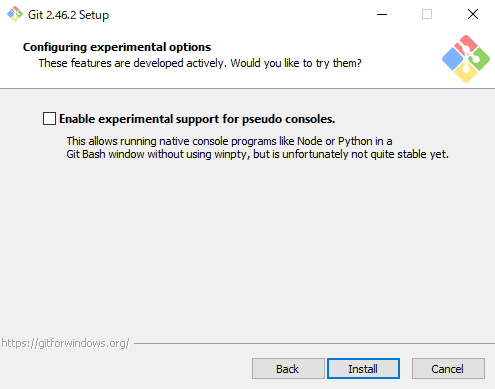 Git 2.46.2 Setup
Configuring experimental options
These features are developed actively. Would you like to try them?
Enable experimental support for pseudo consoles.
This allows running native console programs like Node or Python in a
Git Bash window without using winpty, but is unfortunately not quite stable yet.
https://gitforwindows.org/
Back Install Cancel